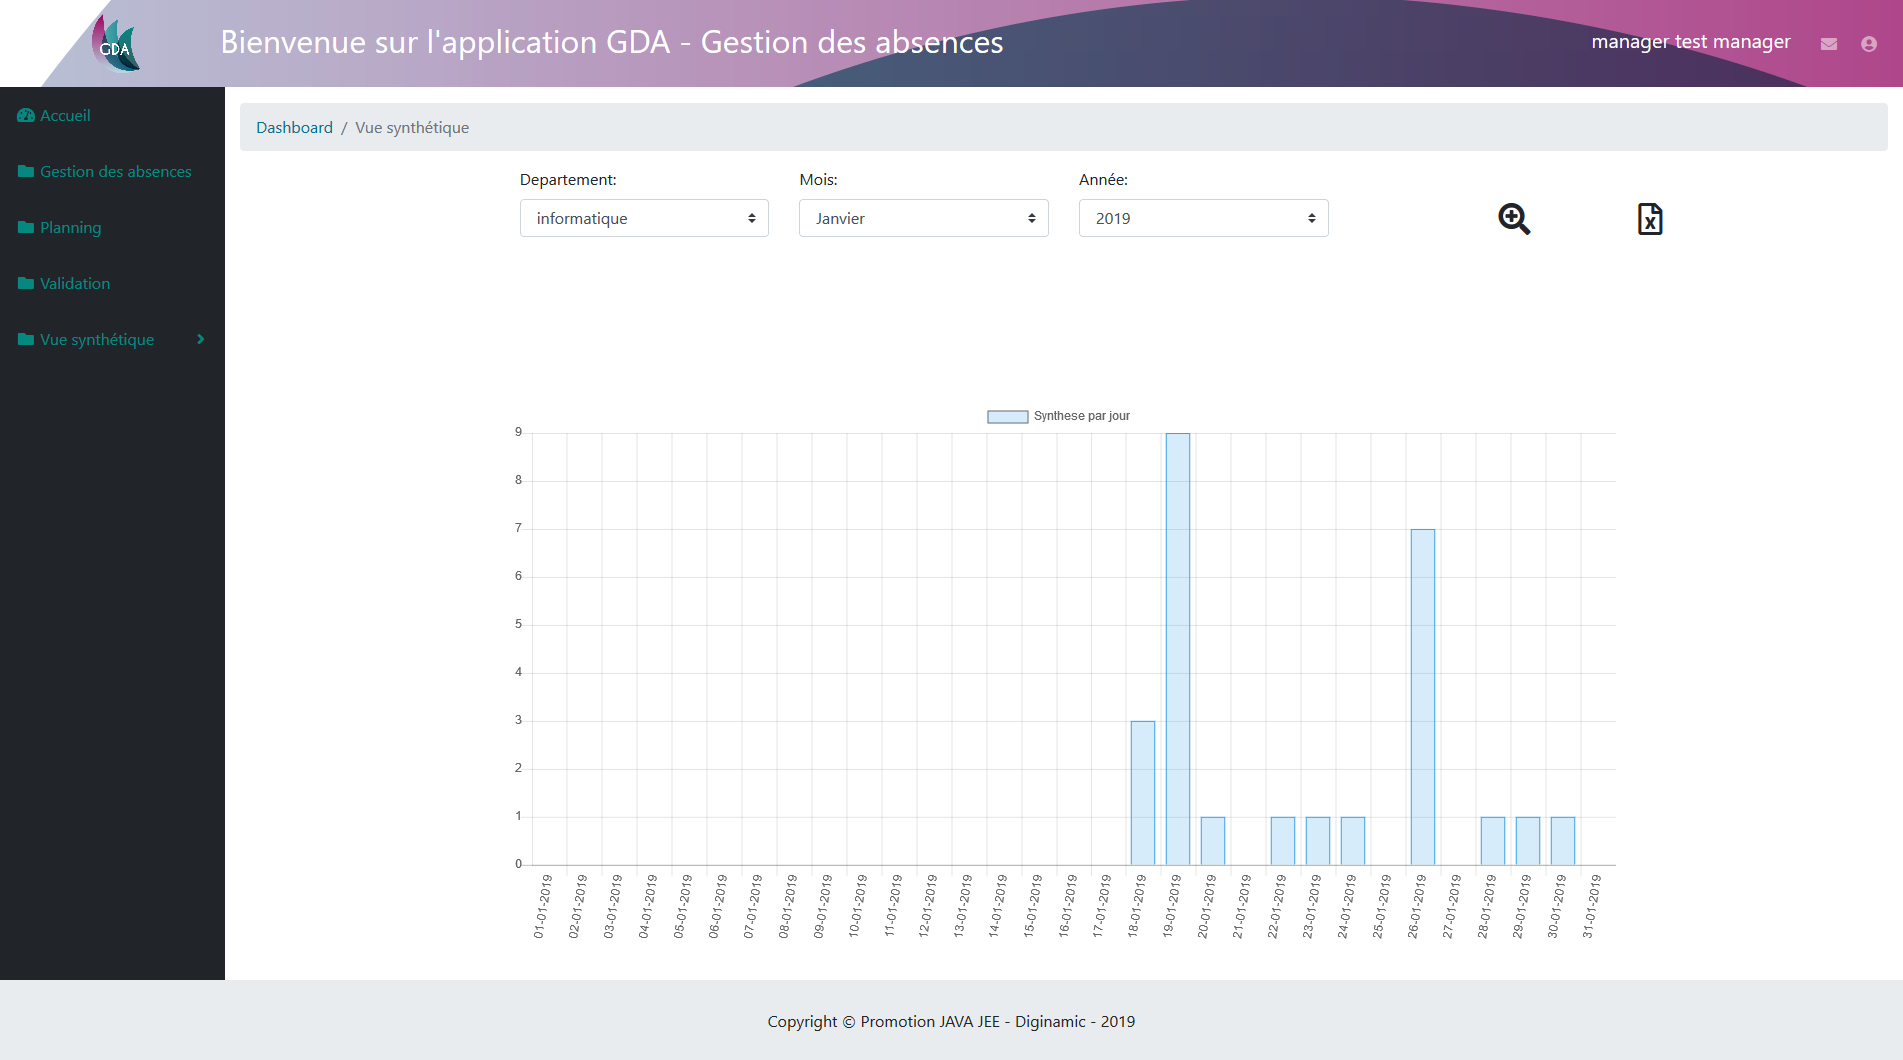 GDA
Bienvenue sur l'application GDA - Gestion des absences
manager test manager
Accueil
Gestion des absences
Planning
Validation
Vue synthétique
Dashboard / Vue synthétique
Departement:
Mois:
Année:
informatique
Janvier
2019
Synthese par jour
9
8
7
6
5
4
3
2
1
0
01-01-2019
02-01-2019
03-01-2019
04-01-2019
05-01-2019
06-01-2019
07-01-2019
08-01-2019
09-01-2019
10-01-2019
11-01-2019
12-01-2019
13-01-2019
14-01-2019
15-01-2019
16-01-2019
17-01-2019
18-01-2019
19-01-2019
20-01-2019
21-01-2019
22-01-2019
23-01-2019
24-01-2019
25-01-2019
26-01-2019
27-01-2019
28-01-2019
29-01-2019
30-01-2019
31-01-2019
Copyright © Promotion JAVA JEE - Diginamic - 2019